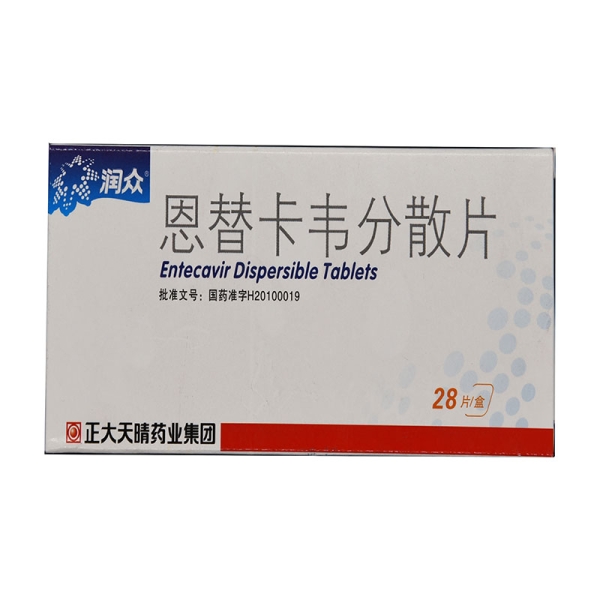 润众®
恩替卡韦分散片
Entecavir Dispersible Tablets
批准文号：国药准字H20100019
28片/盒
正大天晴药业集团